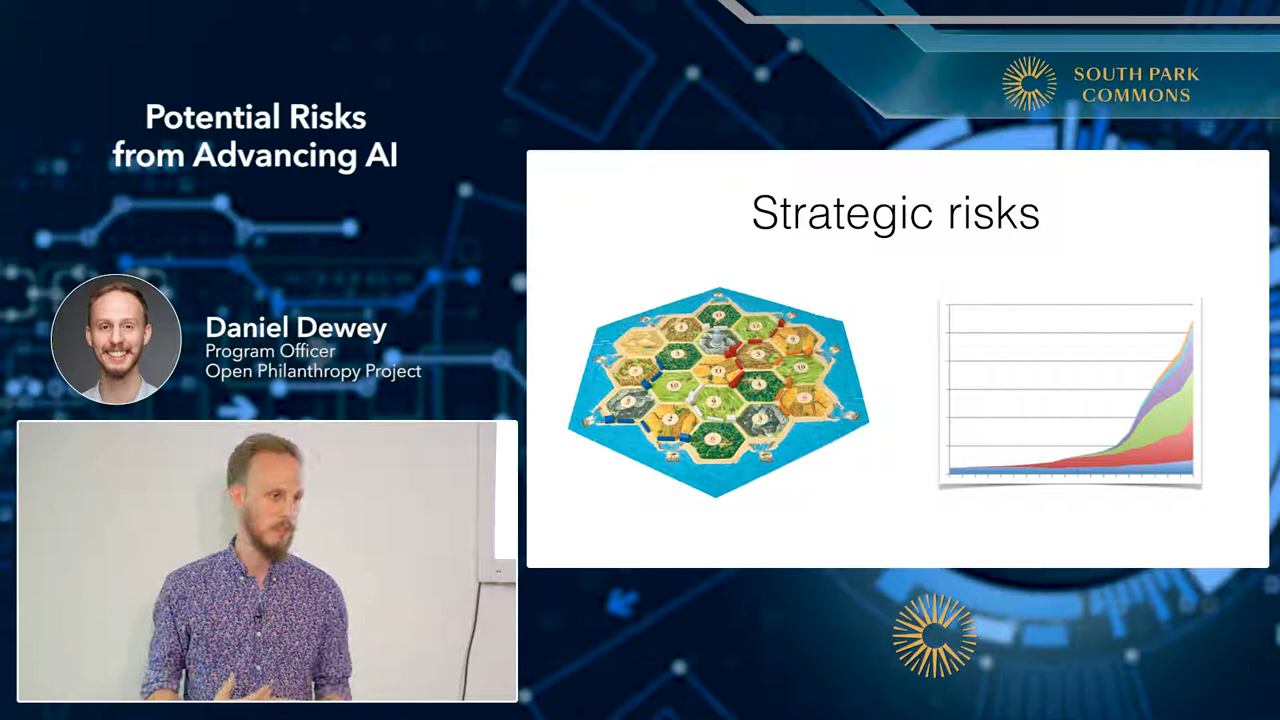 Potential Risks
from Advancing AI
Daniel Dewey
Program Officer
Open Philanthropy Project
SOUTH PARK
COMMONS
Strategic risks